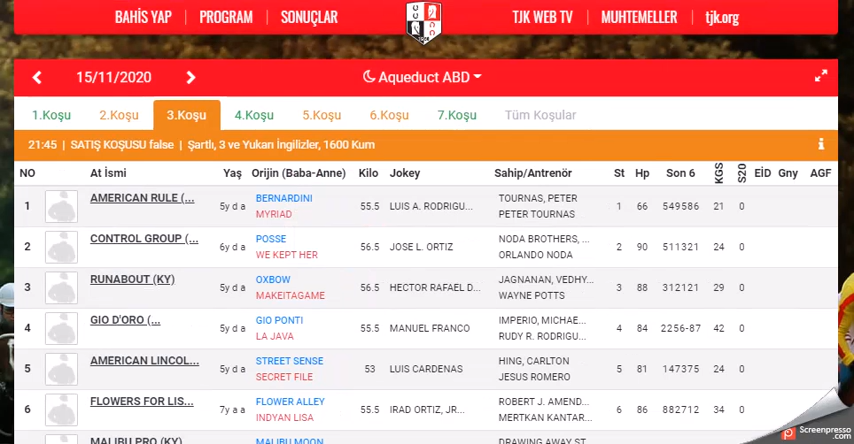 BAHİS YAP | PROGRAM | SONUÇLAR TJK WEB TV | MUHTEMELLER | tjk.org
15/11/2020 Aqueduct ABD
1.Koşu 2.Koşu 3.Koşu 4.Koşu 5.Koşu 6.Koşu 7.Koşu Tüm Koşular
21:45 | SATIŞ KOŞUSU false | Şartlı, 3 ve Yukarı İngilizler, 1600 Kum
NO At İsmi Yaş Orijin (Baba-Anne) Kilo Jokey Sahip/Antrenör St Hp Son 6 KGS S20 EİD Gny AGF
1 AMERICAN RULE (... 5y d a BERNARDINI 55.5 LUIS A. RODRIGU... TOURNAS, PETER 1 66 549586 21 0
MYRIAD PETER TOURNAS
2 CONTROL GROUP (... 6y d a POSSE 56.5 JOSE L. ORTIZ NODA BROTHERS, ... 2 90 511321 24 0
WE KEPT HER ORLANDO NODA
3 RUNABOUT (KY) 5y d a OXBOW 56.5 HECTOR RAFAEL D... JAGNANAN, VEDHY... 3 88 312121 29 0
MAKEITAGAME WAYNE POTTS
4 GIO D'ORO (... 5y d a GIO PONTI 55.5 MANUEL FRANCO IMPERIO, MICHAE... 4 84 2256-87 42 0
LA JAVA RUDY R. RODRIGU...
5 AMERICAN LINCOL... 5y d a STREET SENSE 53 LUIS CARDENAS HING, CARLTON 5 81 147375 24 0
SECRET FILE JESUS ROMERO
6 FLOWERS FOR LIS... 7y a a FLOWER ALLEY 55.5 IRAD ORTIZ, JR... ROBERT J. AMEND... 6 86 882712 34 0
INDYAN LISA MERTKAN KANTAR...
MALIBU PRO (KY) MALIBU MOON DRAWING AWAY ST
Screenpresso
.com